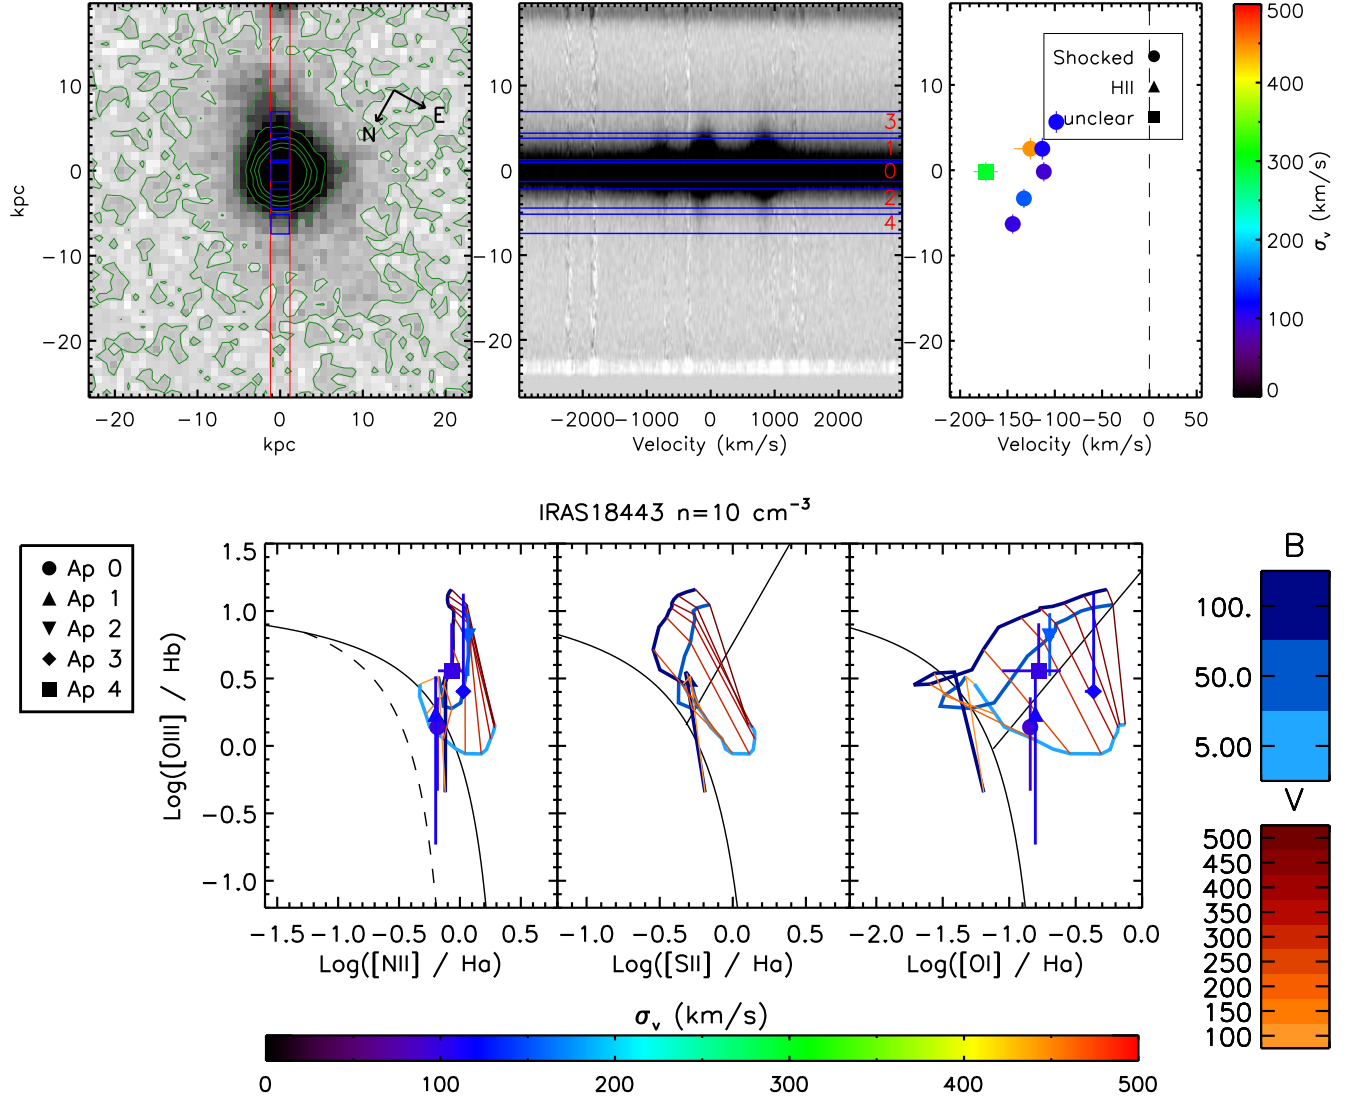 10
0
−10
−20
kpc
−20 −10 0 10 20
kpc
N
E
10
0
−10
−20
3
1
0
2
4
−2000 −1000 0 1000 2000
Velocity (km/s)
10
0
−10
−20
Shocked
HII
unclear
−200 −150 −100 −50 0 50
Velocity (km/s)
500
400
300
200
100
0
σv (km/s)
IRAS18443 n=10 cm−3
Ap 0
Ap 1
Ap 2
Ap 3
Ap 4
1.5
1.0
0.5
0.0
−0.5
−1.0
Log([OIII] / Hb)
−1.5 −1.0 −0.5 0.0 0.5
Log([NII] / Ha)
−1.0 −0.5 0.0 0.5
Log([SII] / Ha)
−2.0 −1.5 −1.0 −0.5 0.0
Log([OI] / Ha)
B
100.
50.0
5.00
V
500
450
400
350
300
250
200
150
100
σv (km/s)
0 100 200 300 400 500